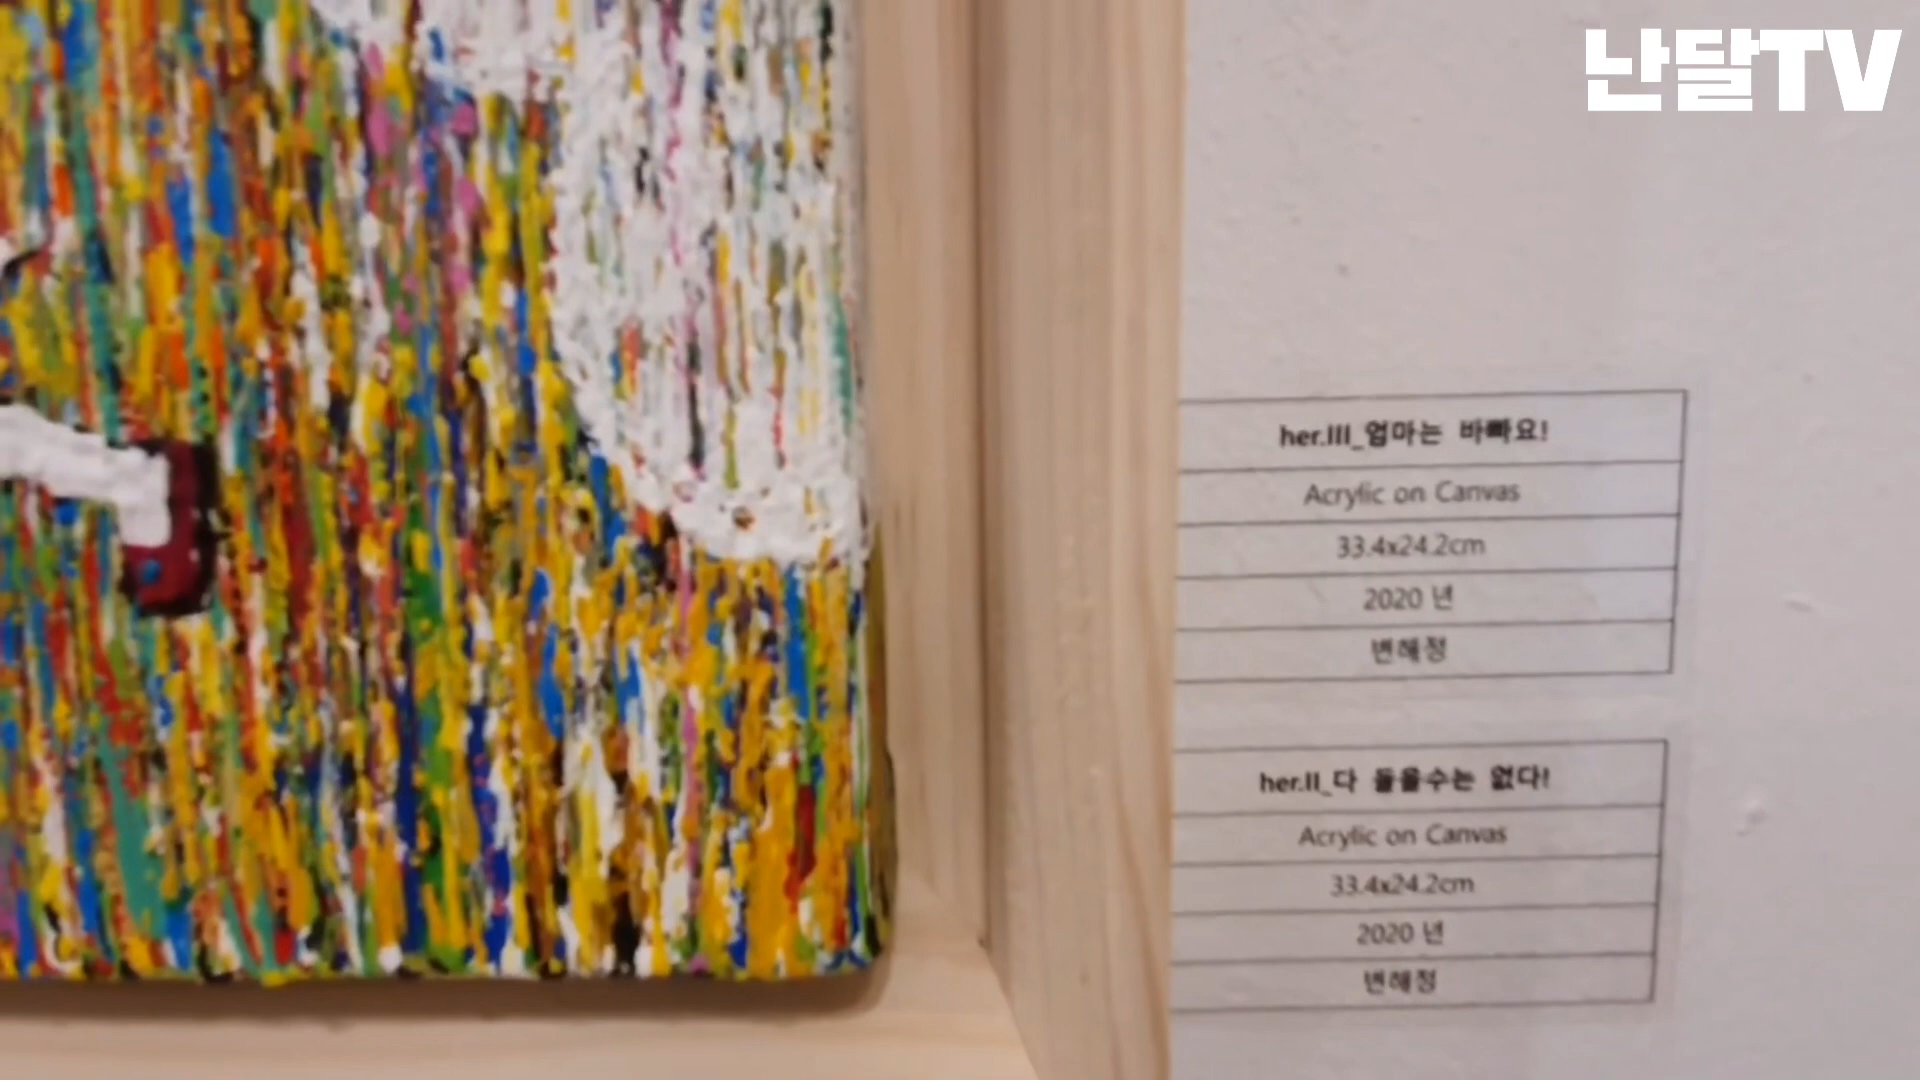 난달TV
her.III_엄마는 바빠요!
Acrylic on Canvas
33.4x24.2cm
2020 년
변해정
her.II_다 들을수는 없다!
Acrylic on Canvas
33.4x24.2cm
2020 년
변해정